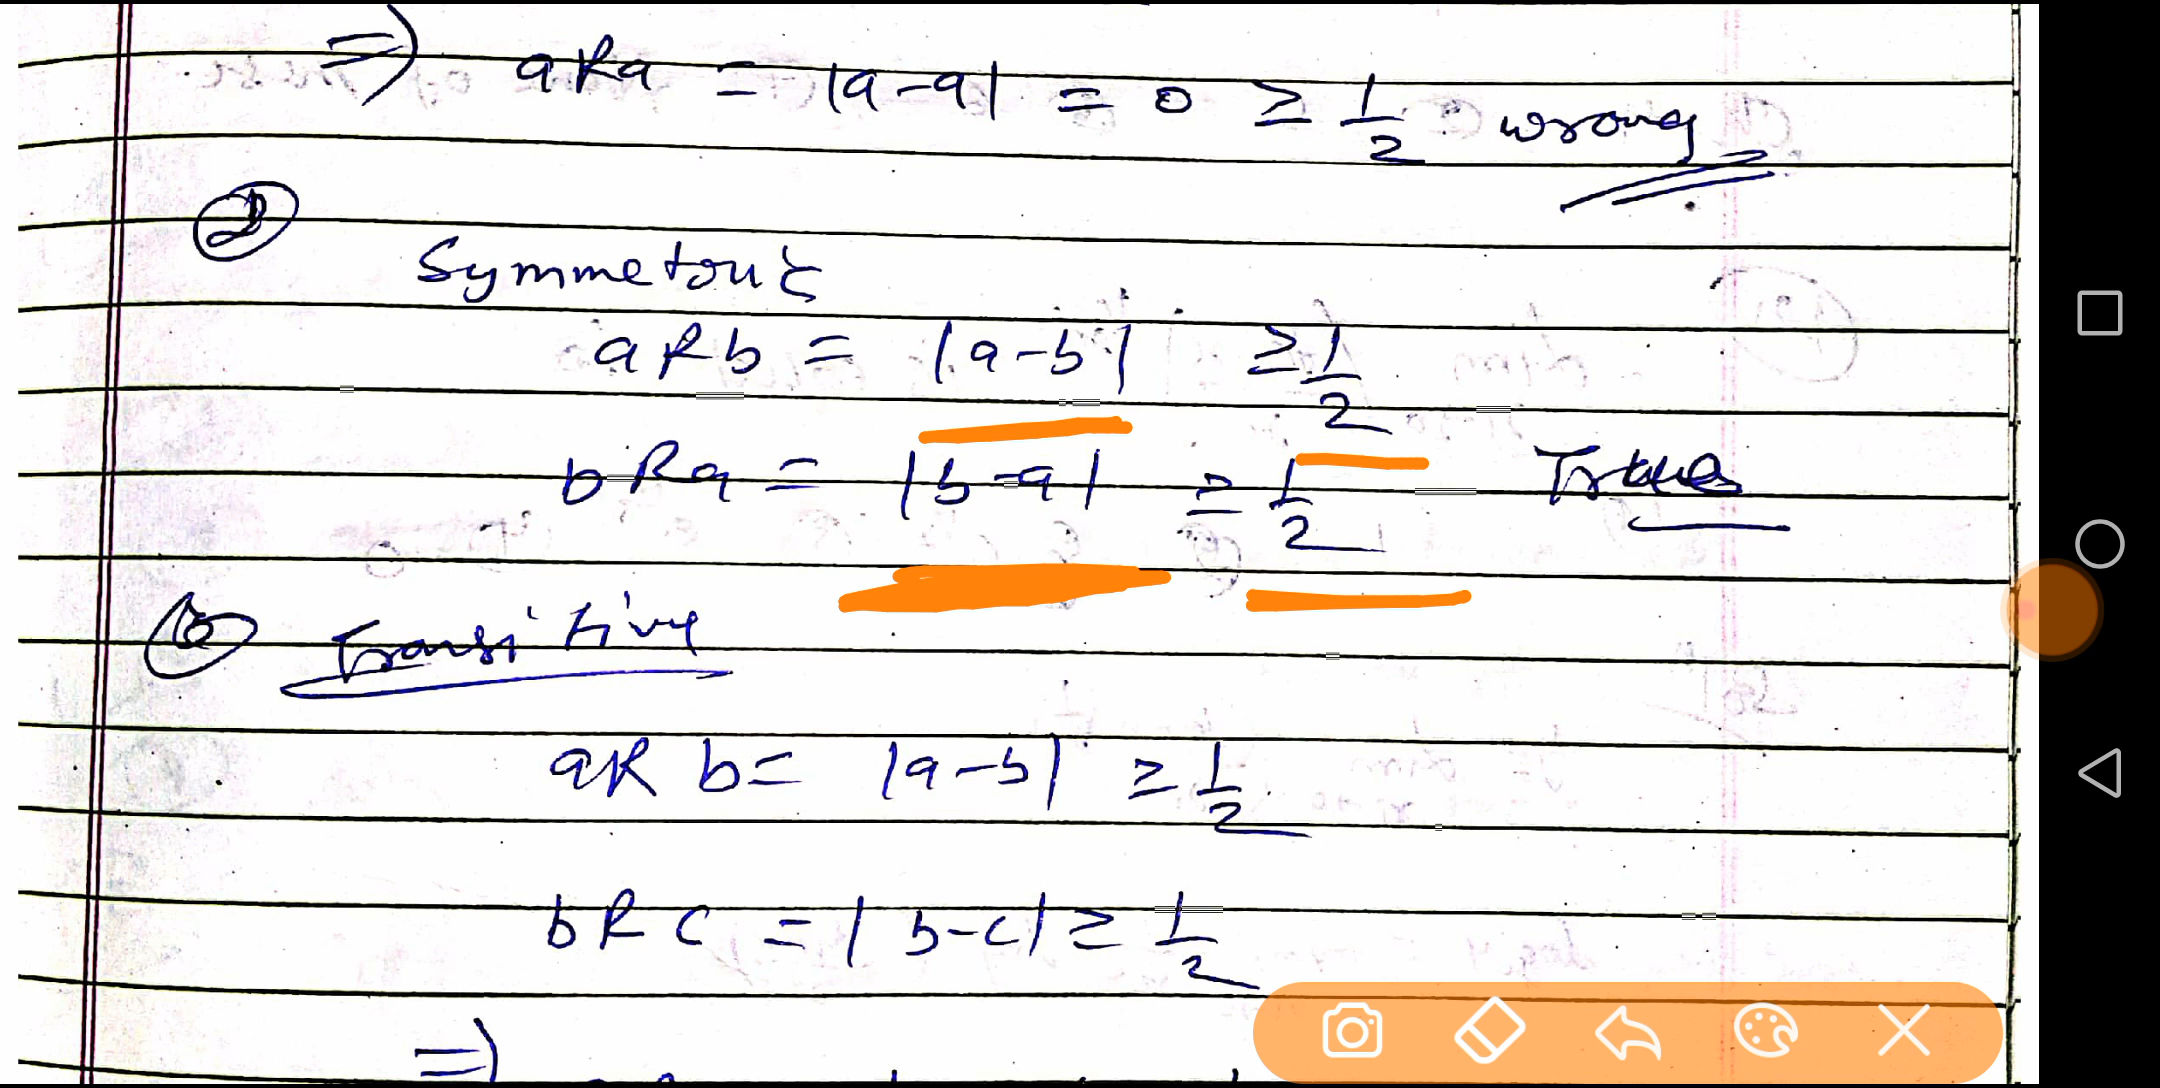 ⇒ aRa = |a-a| = 0 ≥ 1/2 wrong
②
Symmetric
aRb = |a-b| ≥ 1/2
bRa = |b-a| ≥ 1/2 True
Transitive
aR b = |a-b| ≥ 1/2
bRc = |b-c| ≥ 1/2
⇒